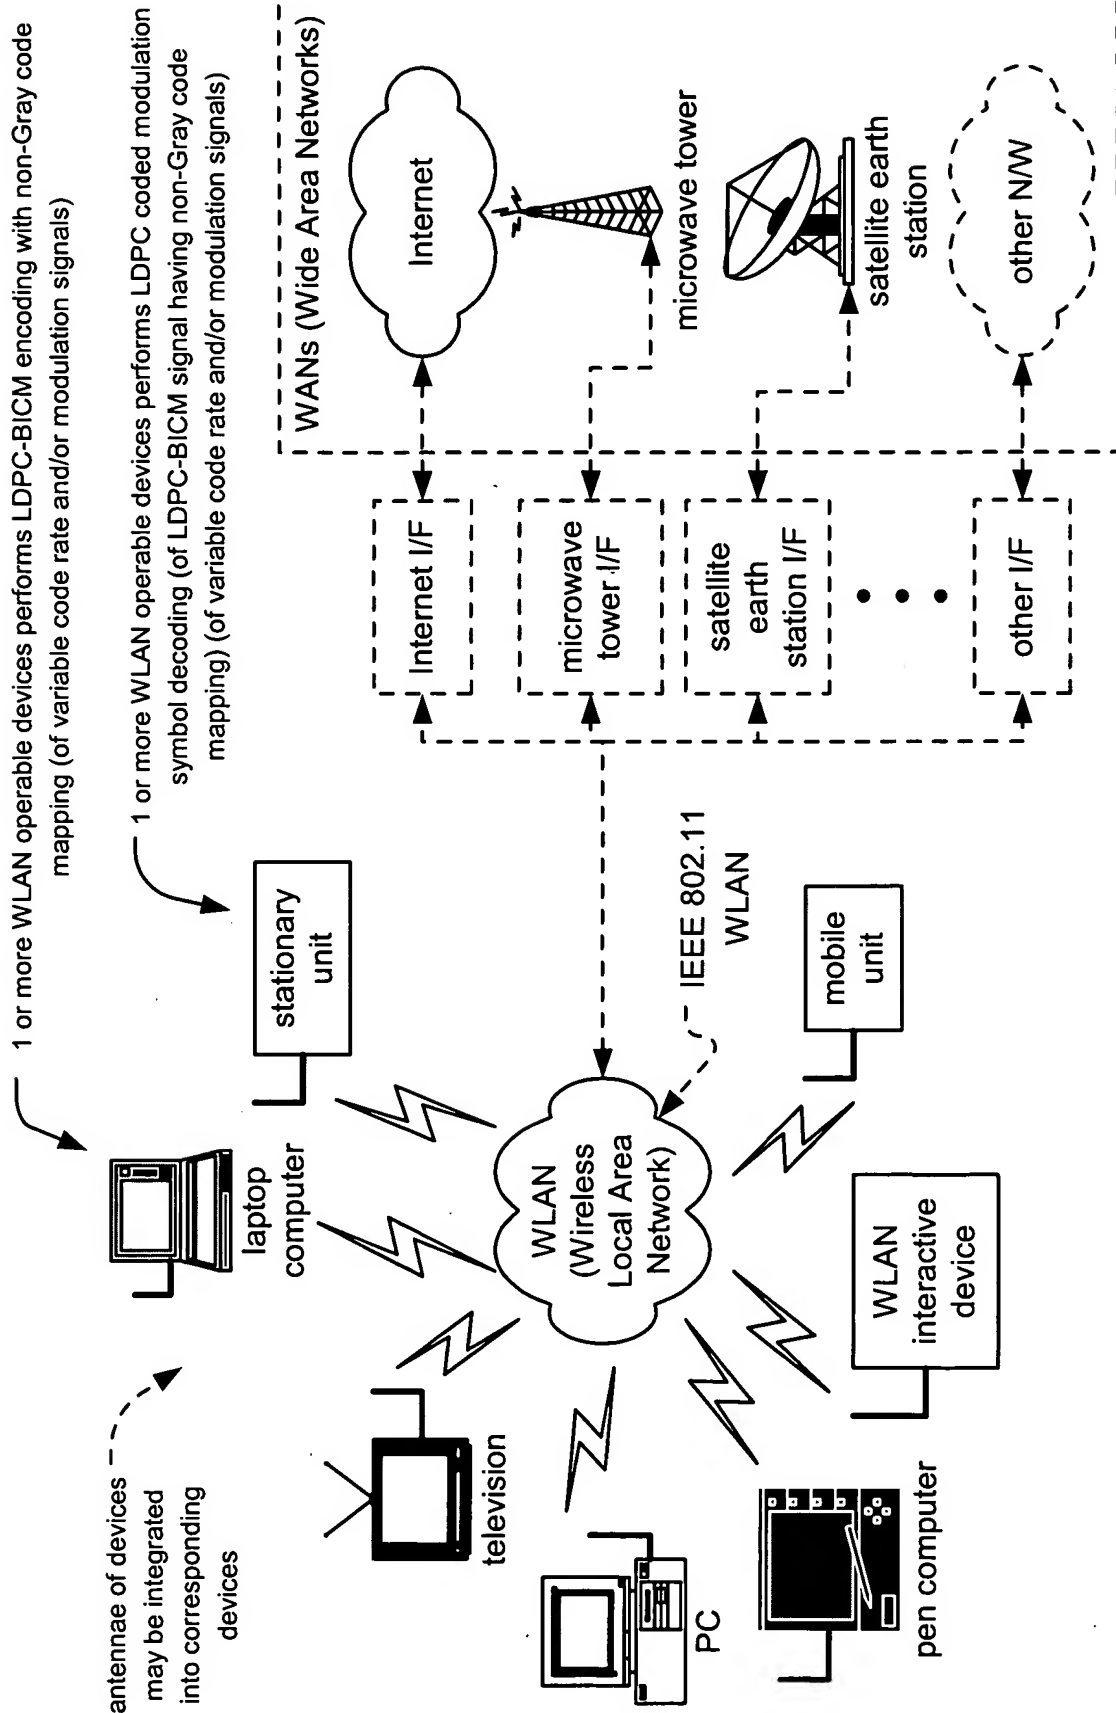 1 or more WLAN operable devices performs LDPC-BICM encoding with non-Gray code
mapping (of variable code rate and/or modulation signals)
1 or more WLAN operable devices performs LDPC coded modulation
symbol decoding (of LDPC-BICM signal having non-Gray code
mapping) (of variable code rate and/or modulation signals)
antennae of devices
may be integrated
into corresponding
devices
laptop
computer
stationary
unit
television
PC
pen computer
WLAN
(Wireless
Local Area
Network)
WLAN
interactive
device
mobile
unit
IEEE 802.11
WLAN
Internet I/F
microwave
tower I/F
satellite
earth
station I/F
other I/F
WANs (Wide Area Networks)
Internet
microwave tower
satellite earth
station
other N/W